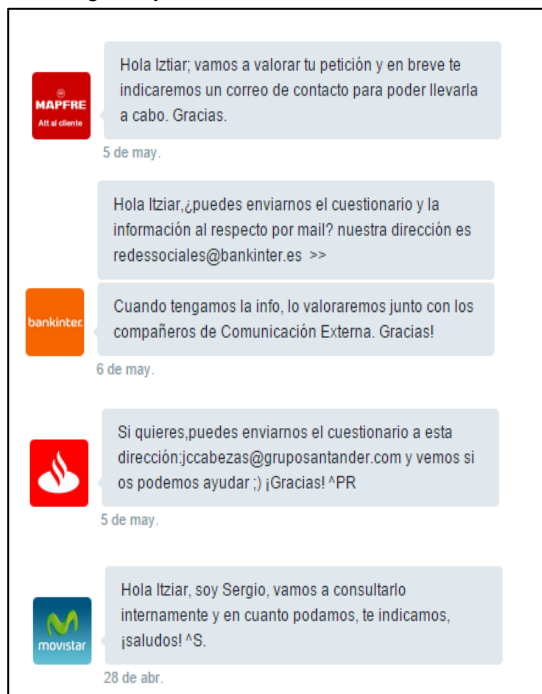 Hola Iztiar; vamos a valorar tu petición y en breve te
indicaremos un correo de contacto para poder llevarla
a cabo. Gracias.
MAPFRE
Att al cliente
5 de may.
Hola Itziar,¿puedes enviarnos el cuestionario y la
información al respecto por mail? nuestra dirección es
redessociales@bankinter.es >>
Cuando tengamos la info, lo valoraremos junto con los
compañeros de Comunicación Externa. Gracias!
bankinter.
6 de may.
Si quieres,puedes enviarnos el cuestionario a esta
dirección:jccabezas@gruposantander.com y vemos si
os podemos ayudar ;) ¡Gracias! ^PR
5 de may.
Hola Itziar, soy Sergio, vamos a consultarlo
internamente y en cuanto podamos, te indicamos,
¡saludos! ^S.
movistar
28 de abr.